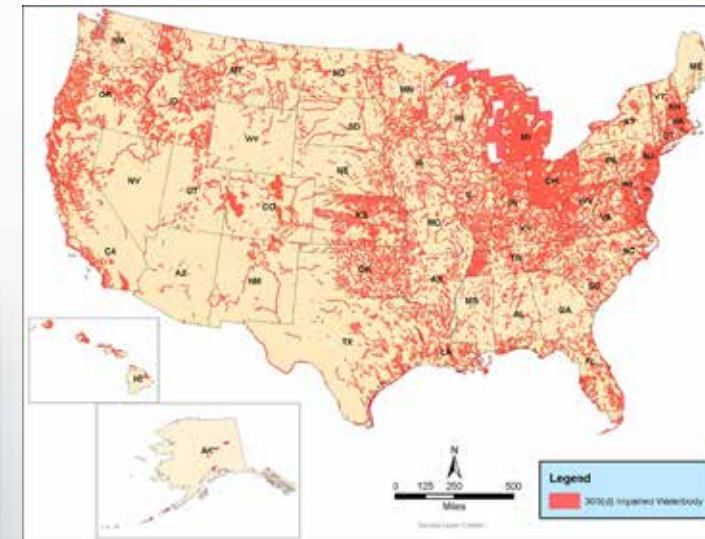 WA
ME
MT
ND
MN
VT
NH
OR
ID
WI
MA
SD
MI
WY
CT
IA
PA
NJ
NE
NV
OH
UT
IN
CO
WV
VA
KS
MO
KY
CA
NC
TN
OK
AZ
NM
AR
SC
MS
AL
GA
TX
LA
FL
HI
AK
N
0 125 250 500
Miles
Legend
303(d) Impaired Waterbody